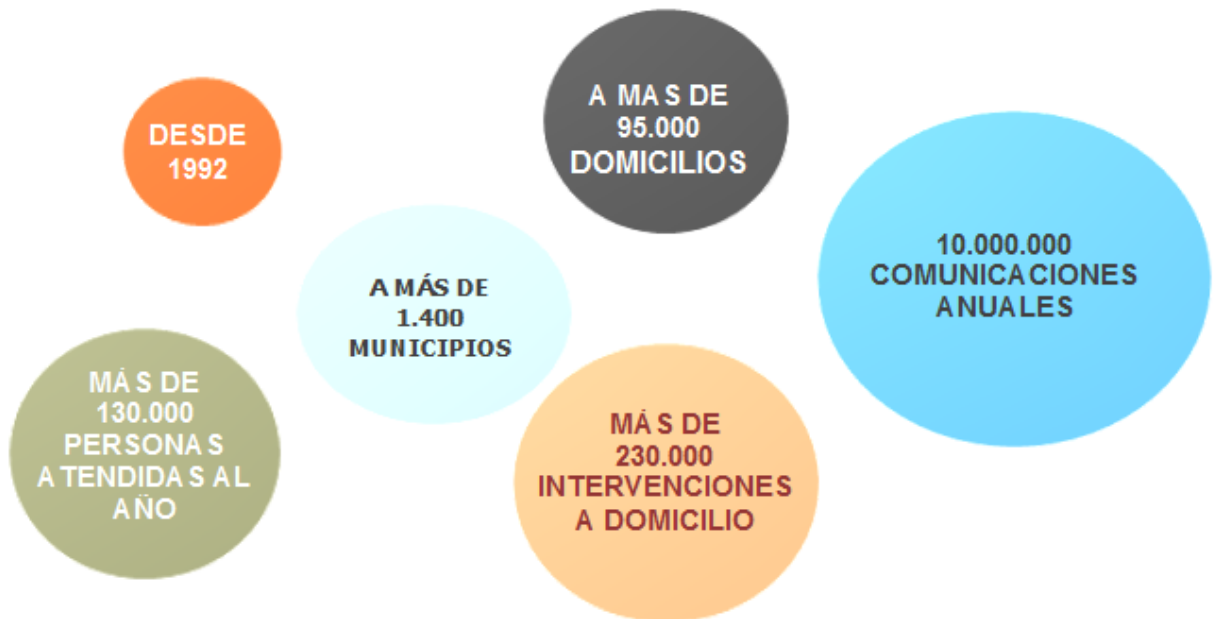 DESDE
1992
A MAS DE
95.000
DOMICILIOS
10.000.000
COMUNICACIONES
ANUALES
A MÁS DE
1.400
MUNICIPIOS
MÁS DE
130.000
PERSONAS
ATENDIDAS AL
AÑO
MÁS DE
230.000
INTERVENCIONES
A DOMICILIO